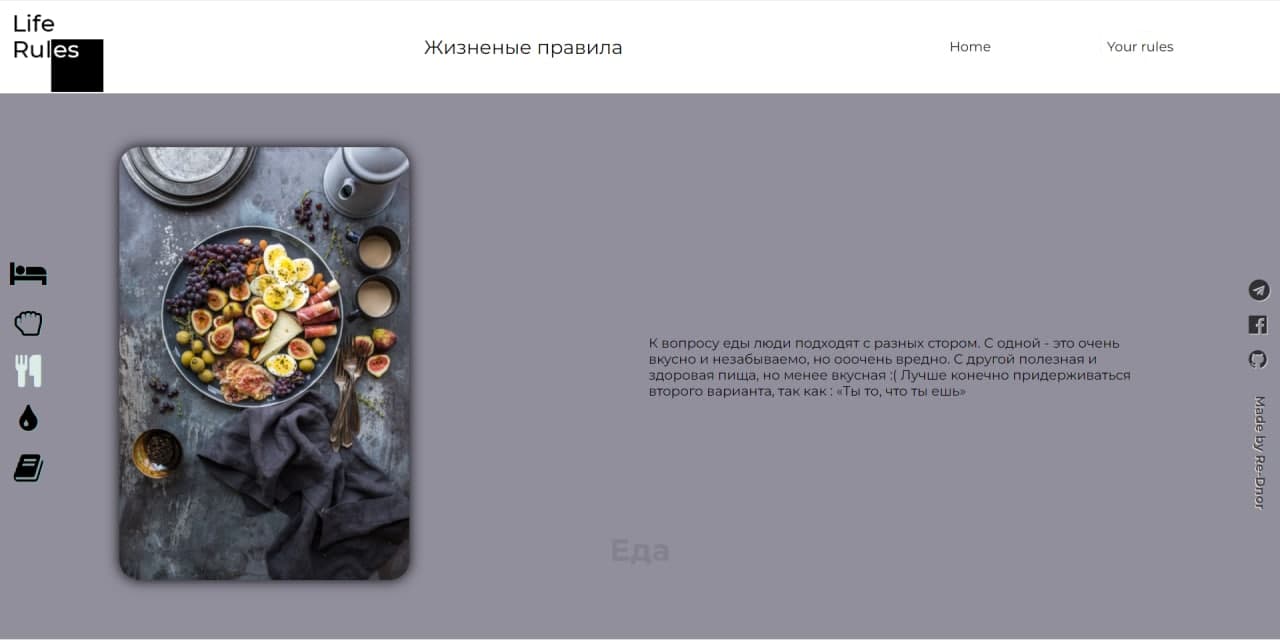 Life
Rules
Жизненые правила
Home
Your rules
К вопросу еды люди подходят с разных стором. С одной - это очень
вкусно и незабываемо, но ооочень вредно. С другой полезная и
здоровая пища, но менее вкусная :( Лучше конечно придерживаться
второго варианта, так как : «Ты то, что ты ешь»
Еда
Made by Re-Dnor